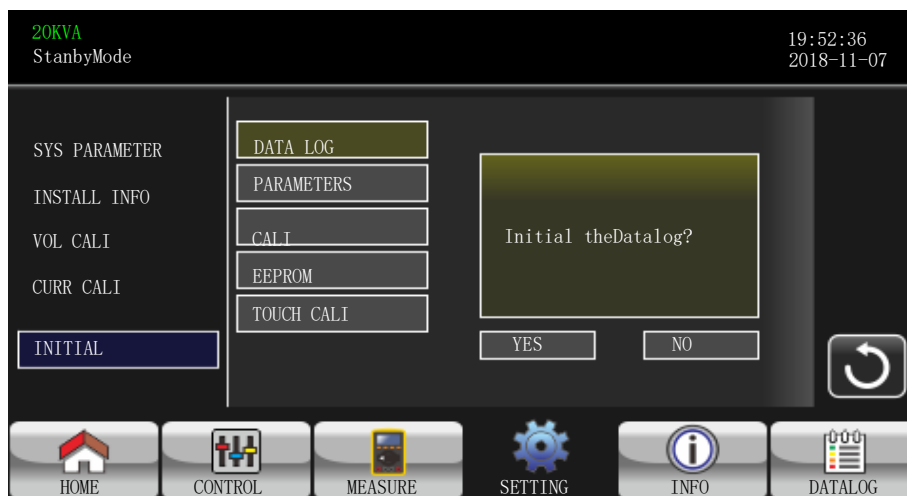 20KVA
StanbyMode
19:52:36
2018-11-07
SYS PARAMETER
INSTALL INFO
VOL CALI
CURR CALI
INITIAL
DATA LOG
PARAMETERS
CALI
EEPROM
TOUCH CALI
Initial theDatalog?
YES
NO
HOME
CONTROL
MEASURE
SETTING
INFO
DATALOG